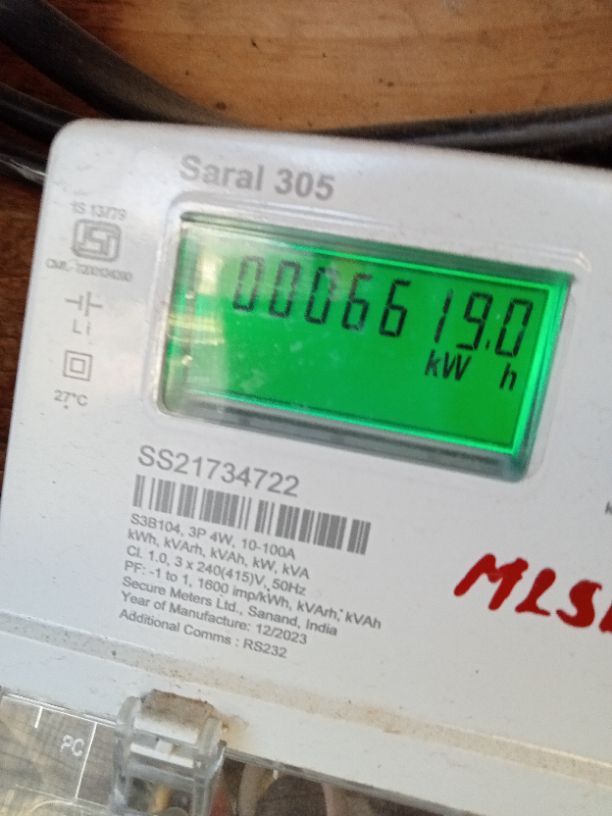 Saral 305
IS 13779
0006619.0
kW h
Li
27°C
SS21734722
S3B104, 3P 4W, 10-100A
kWh, kVArh, kVAh, kW, kVA
Cl. 1.0, 3 x 240(415)V, 50Hz
PF: -1 to 1, 1600 imp/kWh, kVArh, kVAh
Secure Meters Ltd., Sanand, India
Year of Manufacture: 12/2023
Additional Comms : RS232